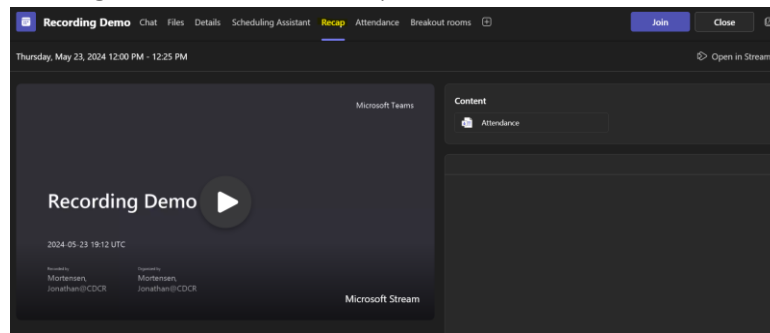 Recording Demo Chat Files Details Scheduling Assistant Recap Attendance Breakout rooms Join Close
Thursday, May 23, 2024 12:00 PM - 12:25 PM Open in Stream
Microsoft Teams
Content
Attendance
Recording Demo
2024-05-23 19:12 UTC
Recorded by Organized by
Mortensen, Mortensen,
Jonathan@CDCR Jonathan@CDCR
Microsoft Stream